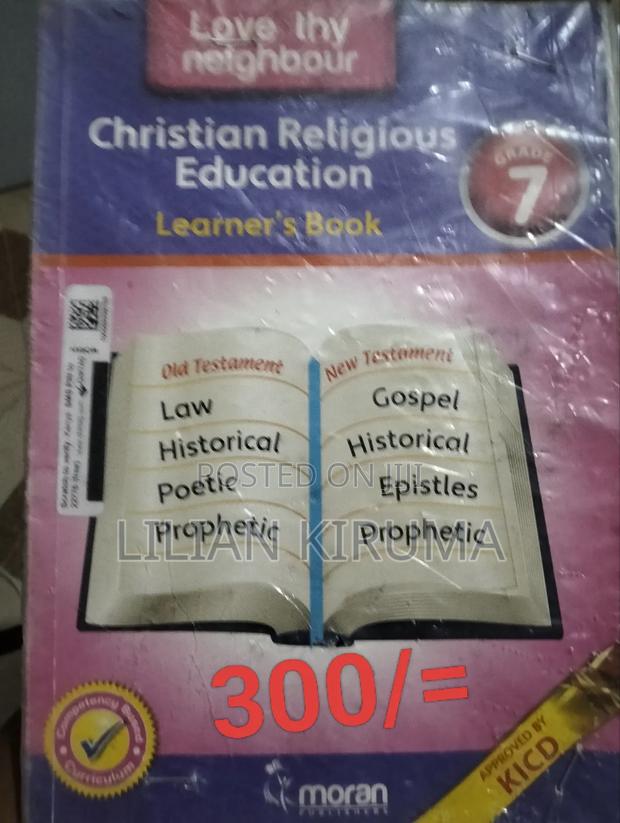 Love thy
neighbour
Christian Religious
Education
GRADE
7
Learner's Book
Old Testament
New Testament
Law
Gospel
Historical
Historical
Poetic
Epistles
Prophetic
Prophetic
POSTED ON JIJI
LILIAN KIRUMA
300/=
Competency Based
Curriculum
APPROVED BY
KICD
moran
PUBLISHERS